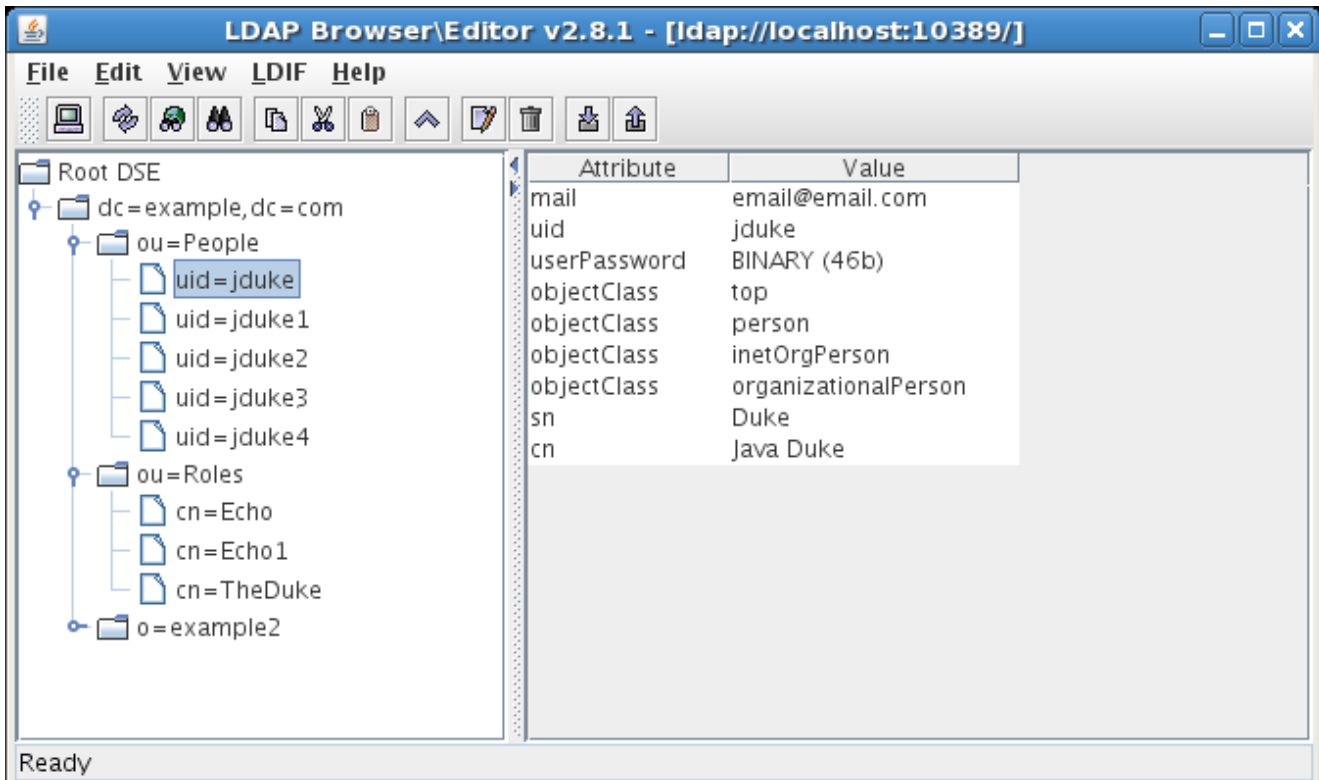 LDAP Browser\Editor v2.8.1 - [ldap://localhost:10389/]
File Edit View LDIF Help
Root DSE
dc=example,dc=com
ou=People
uid=jduke
uid=jduke1
uid=jduke2
uid=jduke3
uid=jduke4
ou=Roles
cn=Echo
cn=Echo1
cn=TheDuke
o=example2
Attribute Value
mail email@email.com
uid jduke
userPassword BINARY (46b)
objectClass top
objectClass person
objectClass inetOrgPerson
objectClass organizationalPerson
sn Duke
cn Java Duke
Ready